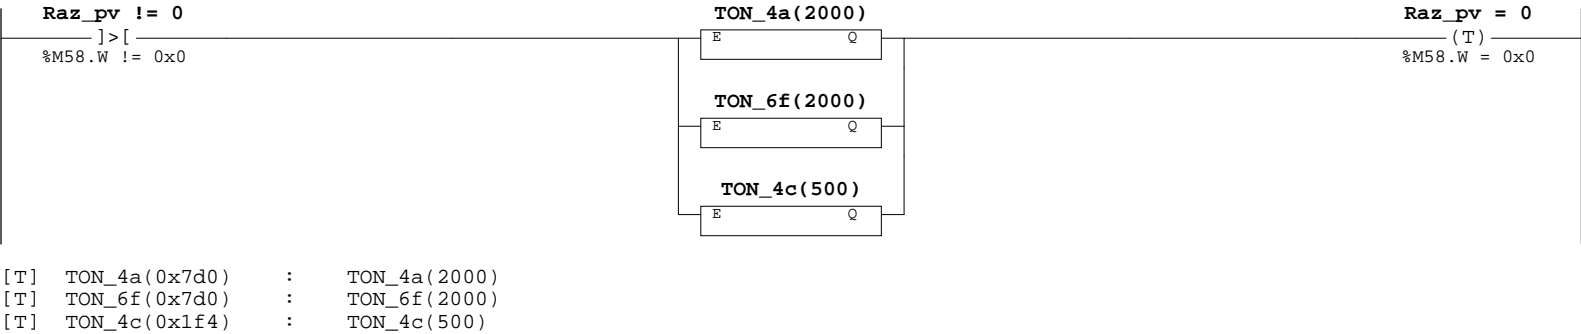 Raz_pv != 0 TON_4a(2000) Raz_pv = 0
]>[ E Q (T)
%M58.W != 0x0 %M58.W = 0x0
TON_6f(2000)
E Q
TON_4c(500)
E Q
[T] TON_4a(0x7d0) : TON_4a(2000)
[T] TON_6f(0x7d0) : TON_6f(2000)
[T] TON_4c(0x1f4) : TON_4c(500)